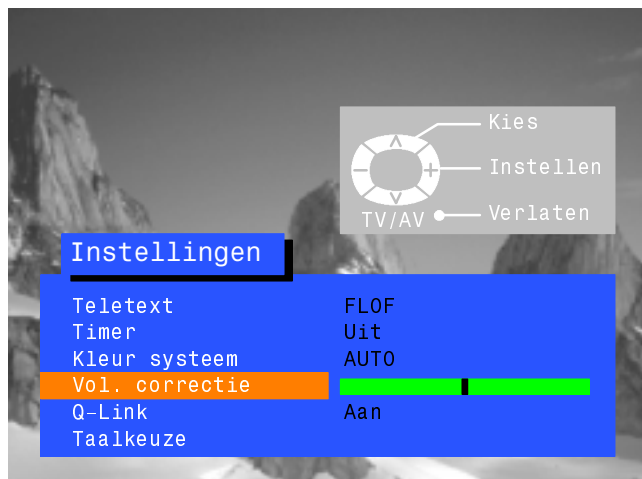 Kies
Instellen
TV/AV Verlaten
Instellingen
Teletext FLOF
Timer Uit
Kleur systeem AUTO
Vol. correctie
Q-Link Aan
Taalkeuze